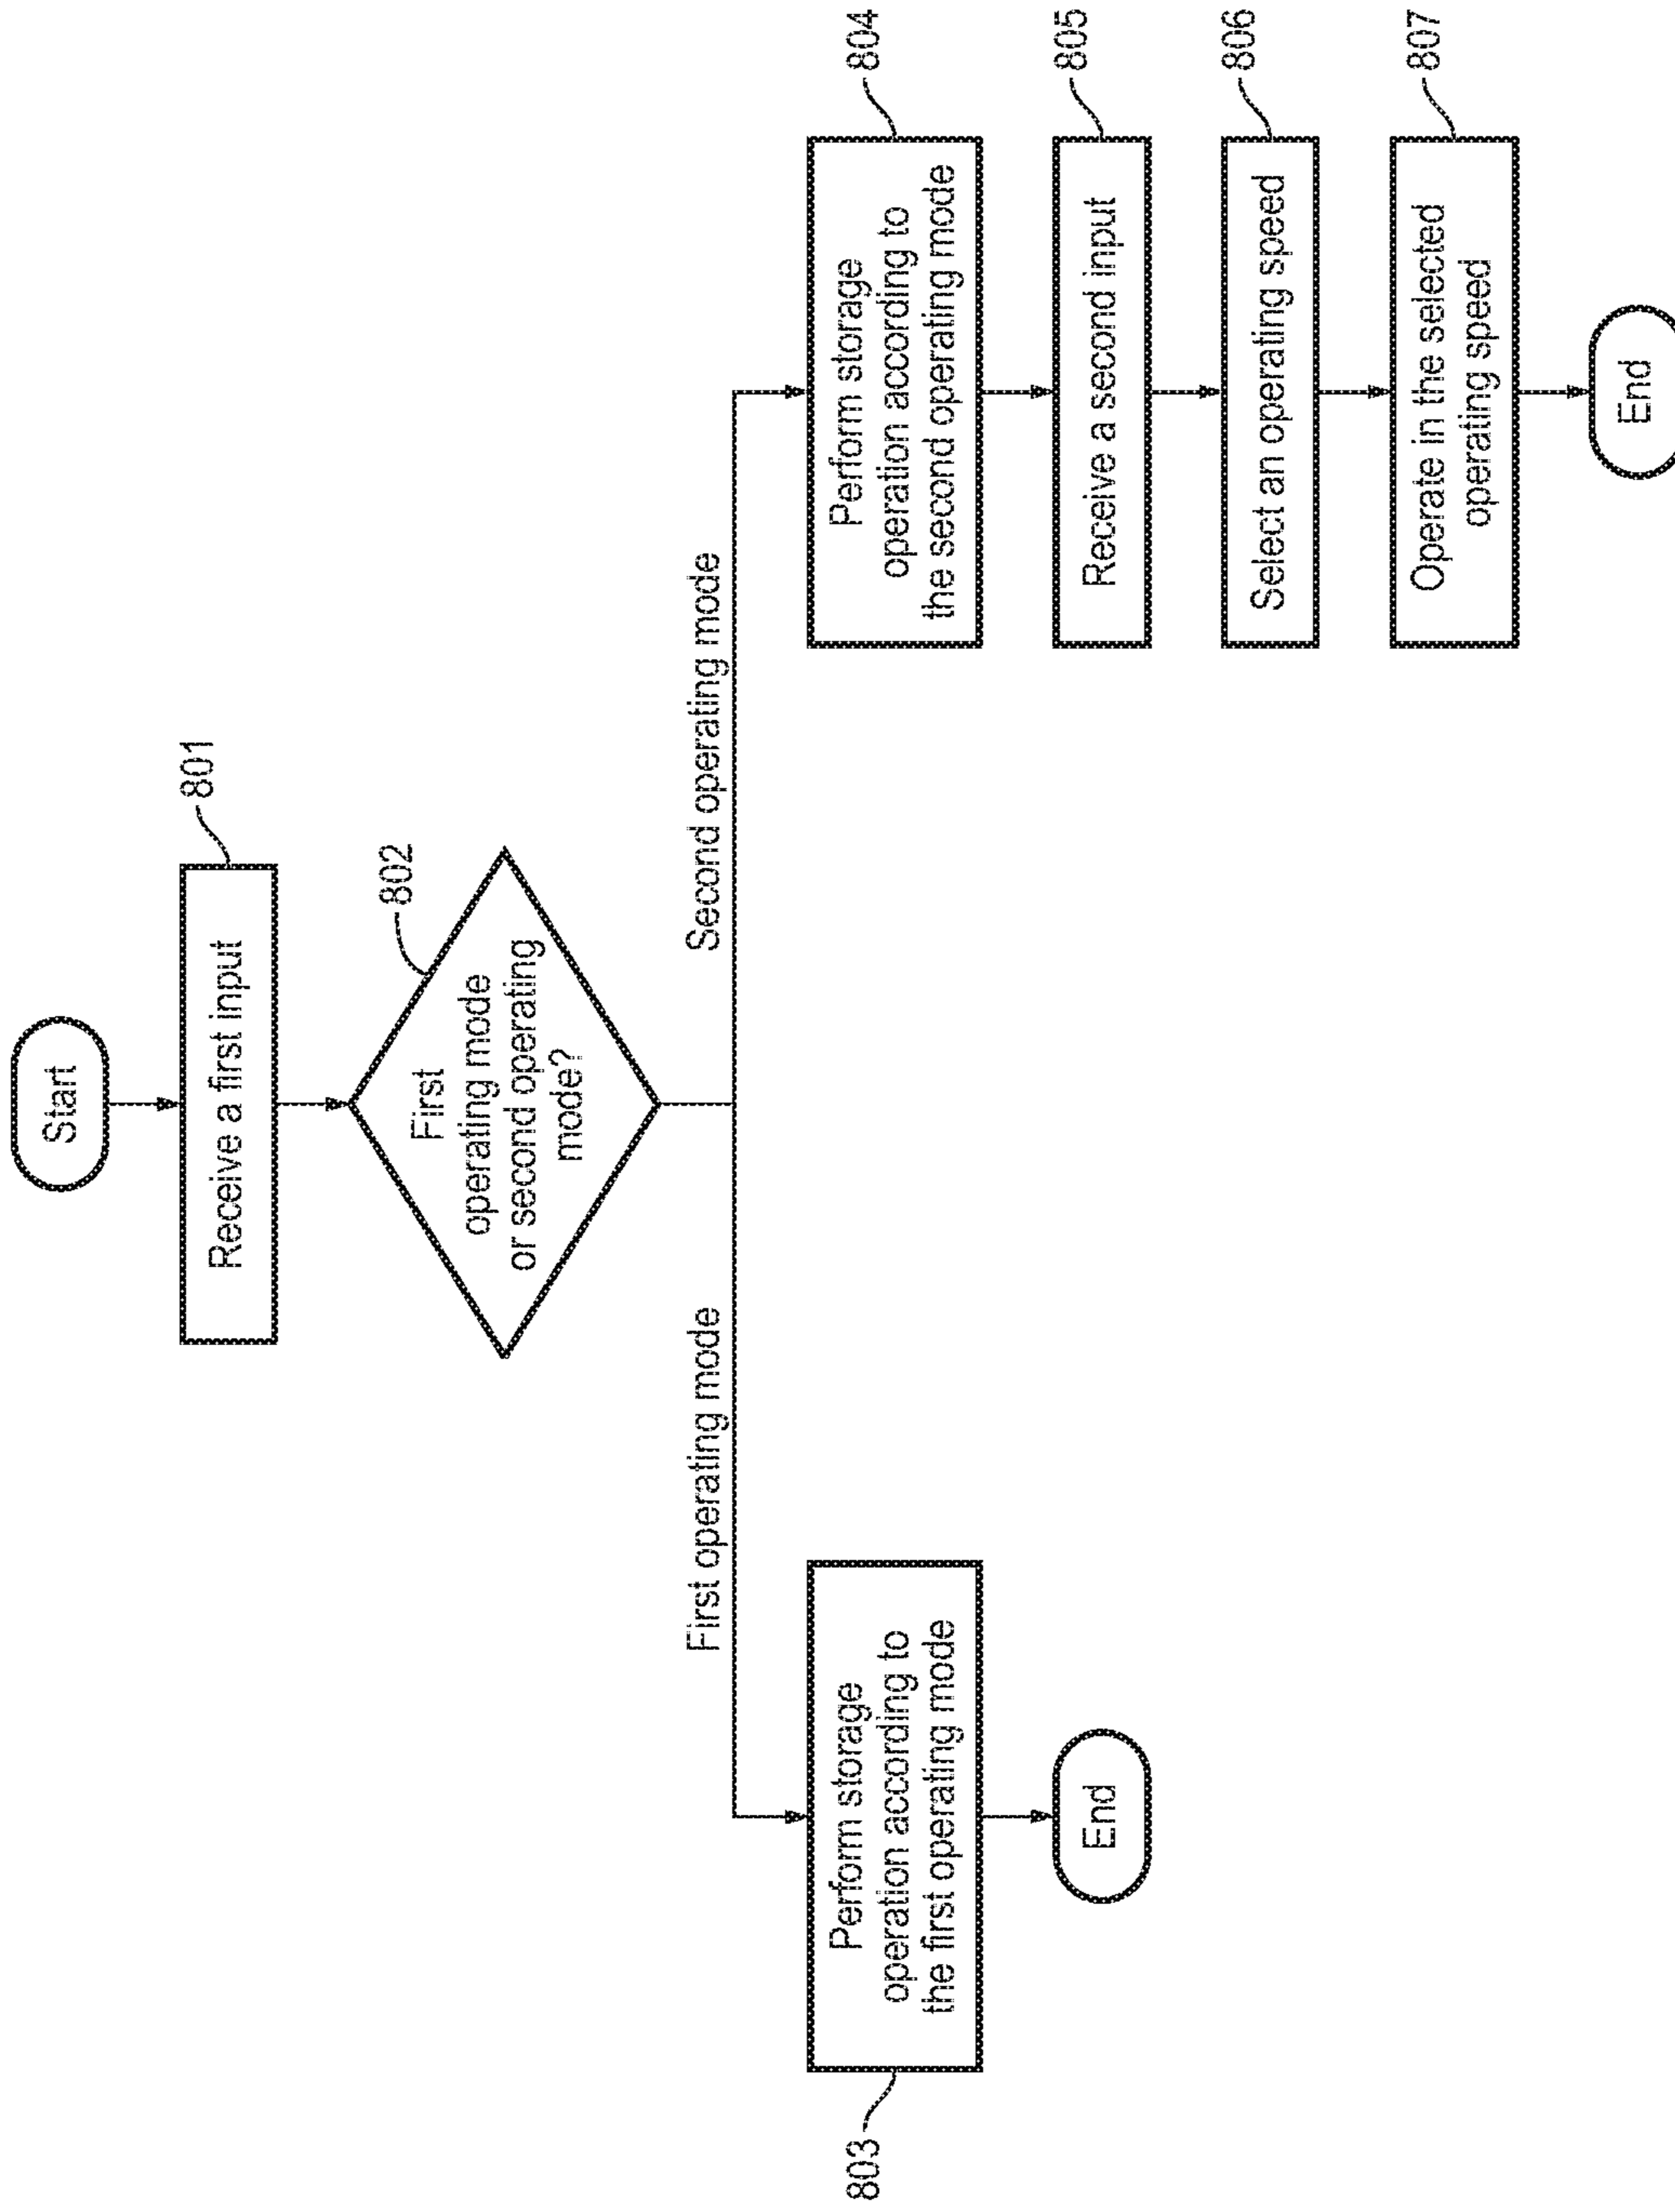 Start
Receive a first input
801
First
operating mode
or second operating
mode?
802
First operating mode
Second operating mode
Perform storage
operation according to
the first operating mode
803
End
Perform storage
operation according to
the second operating mode
804
Receive a second input
805
Select an operating speed
806
Operate in the selected
operating speed
807
End